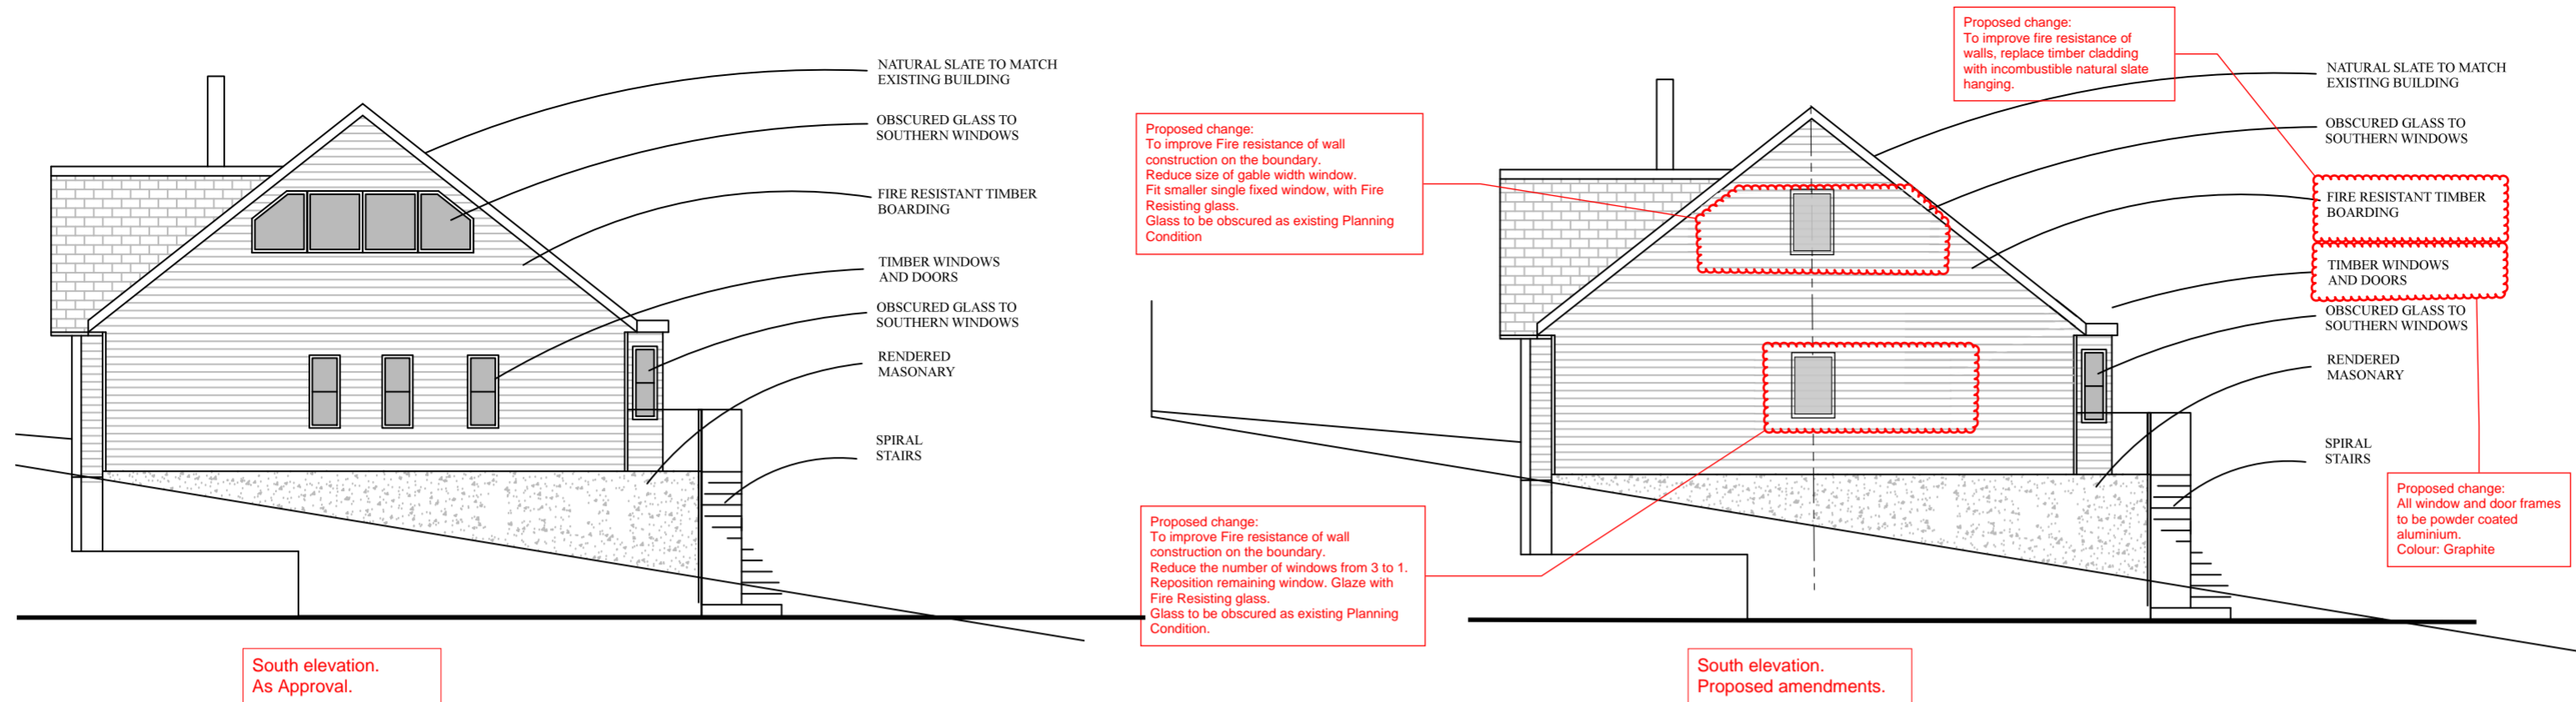 NATURAL SLATE TO MATCH
EXISTING BUILDING
OBSCURED GLASS TO
SOUTHERN WINDOWS
FIRE RESISTANT TIMBER
BOARDING
TIMBER WINDOWS
AND DOORS
OBSCURED GLASS TO
SOUTHERN WINDOWS
RENDERED
MASONARY
SPIRAL
STAIRS
South elevation.
As Approval.
Proposed change:
To improve Fire resistance of wall
construction on the boundary.
Reduce size of gable width window.
Fit smaller single fixed window, with Fire
Resisting glass.
Glass to be obscured as existing Planning
Condition
Proposed change:
To improve Fire resistance of wall
construction on the boundary.
Reduce the number of windows from 3 to 1.
Reposition remaining window. Glaze with
Fire Resisting glass.
Glass to be obscured as existing Planning
Condition.
Proposed change:
To improve fire resistance of
walls, replace timber cladding
with incombustible natural slate
hanging.
NATURAL SLATE TO MATCH
EXISTING BUILDING
OBSCURED GLASS TO
SOUTHERN WINDOWS
FIRE RESISTANT TIMBER
BOARDING
TIMBER WINDOWS
AND DOORS
OBSCURED GLASS TO
SOUTHERN WINDOWS
RENDERED
MASONARY
SPIRAL
STAIRS
Proposed change:
All window and door frames
to be powder coated
aluminium.
Colour: Graphite
South elevation.
Proposed amendments.